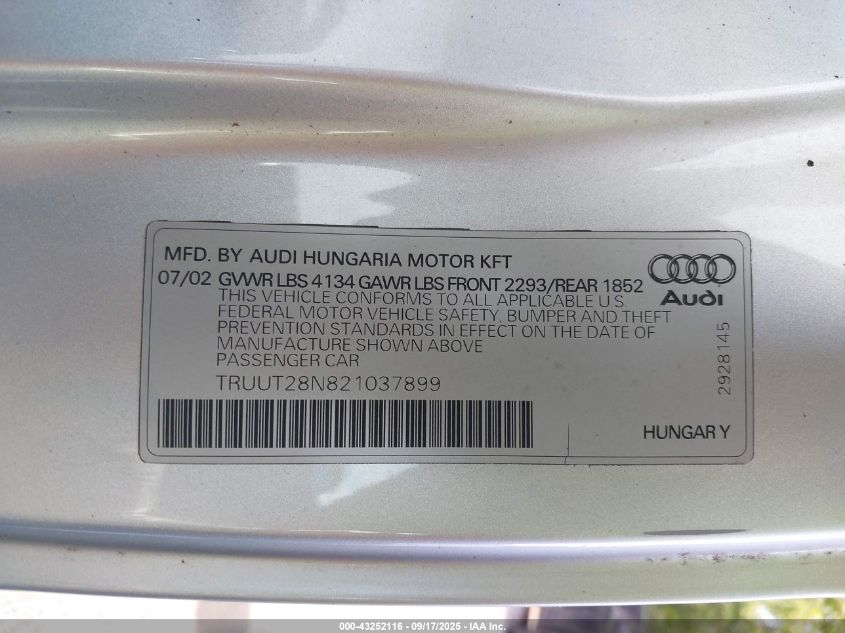 MFD. BY AUDI HUNGARIA MOTOR KFT
07/02 GVWR LBS 4134 GAWR LBS FRONT 2293/REAR 1852
THIS VEHICLE CONFORMS TO ALL APPLICABLE U S
FEDERAL MOTOR VEHICLE SAFETY, BUMPER AND THEFT
PREVENTION STANDARDS IN EFFECT ON THE DATE OF
MANUFACTURE SHOWN ABOVE
PASSENGER CAR
TRUUT28N821037899
Audi
2928145
HUNGARY
000-43252116 - 09/17/2025 - IAA Inc.